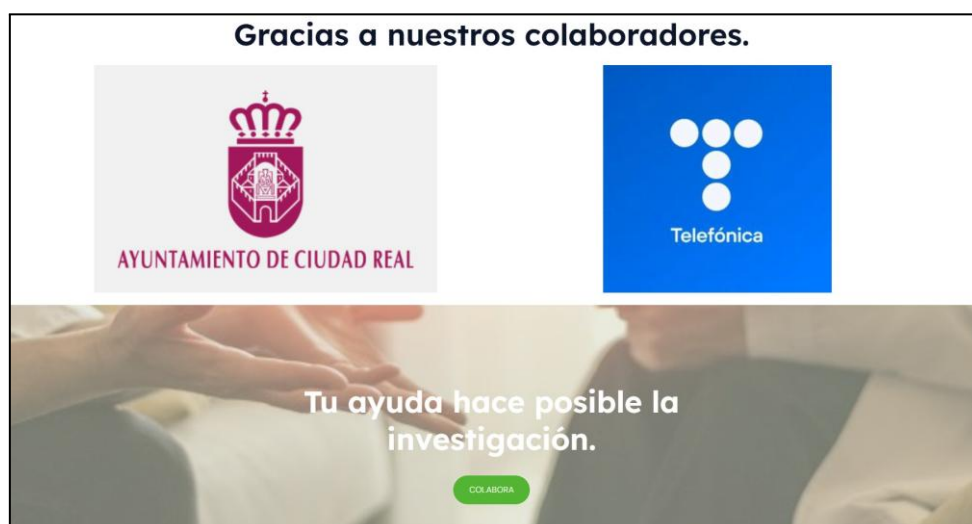 Gracias a nuestros colaboradores.
AYUNTAMIENTO DE CIUDAD REAL
Telefónica
Tu ayuda hace posible la
investigación.
COLABORA